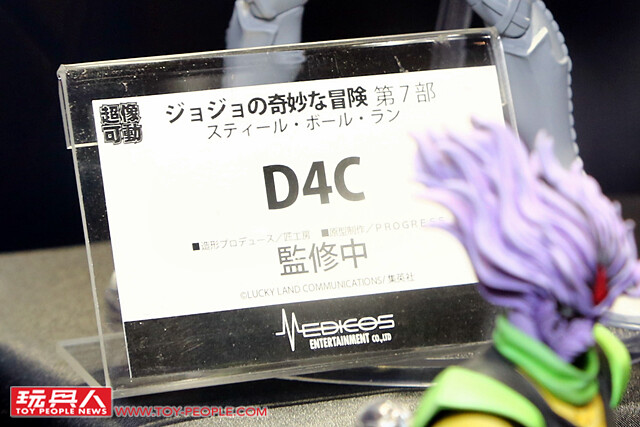 超像
可動
ジョジョの奇妙な冒険 第7部
スティール・ボール・ラン
D4C
■造形プロデュース／匠工房 ■原型制作／PROGRESS
監修中
©LUCKY LAND COMMUNICATIONS/集英社
MEDICOS
ENTERTAINMENT CO.,LTD
玩具人
TOY PEOPLE NEWS
WWW.TOY-PEOPLE.COM